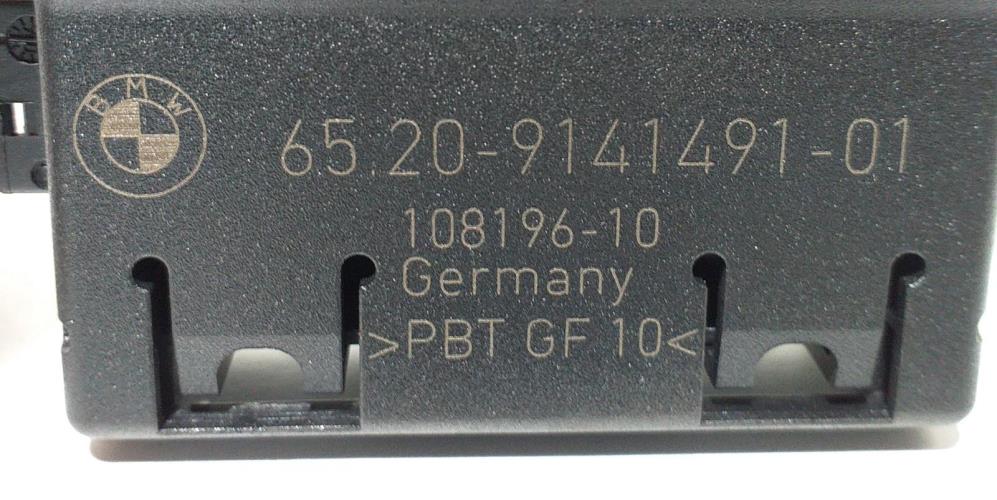 BMW
65.20-9141491-01
108196-10
Germany
>PBT GF 10<